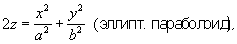 2z = x²/a² + y²/b² (эллипт. параболоид).